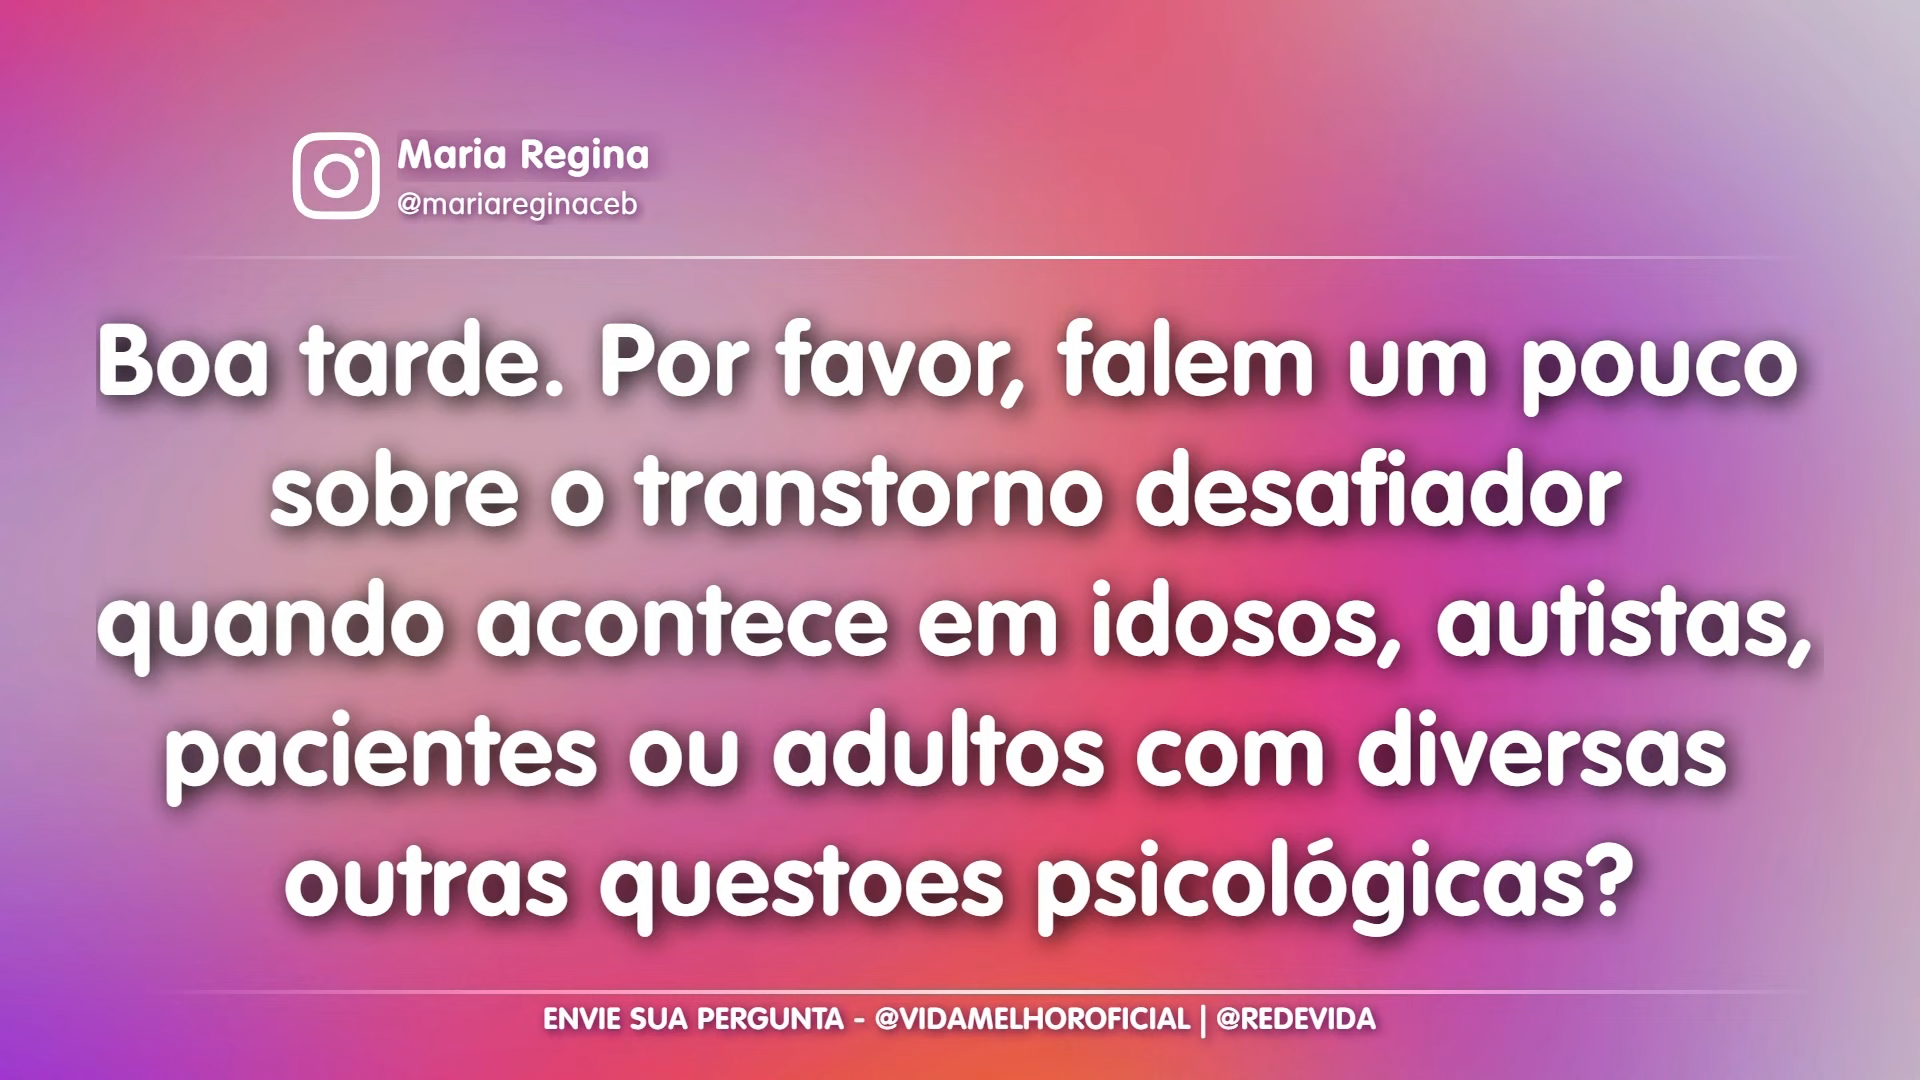 Maria Regina
@mariareginaceb
Boa tarde. Por favor, falem um pouco
sobre o transtorno desafiador
quando acontece em idosos, autistas,
pacientes ou adultos com diversas
outras questoes psicológicas?
ENVIE SUA PERGUNTA - @VIDAMELHOROFICIAL | @REDEVIDA